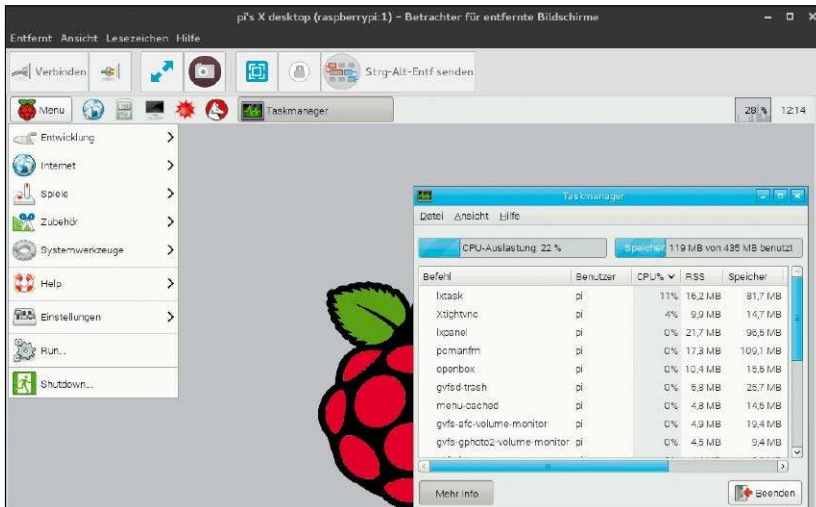 pi's X desktop (raspberrypi:1) – Betrachter für entfernte Bildschirme
Entfernt Ansicht Lesezeichen Hilfe
Verbinden Strg-Alt-Entf senden
Menu Taskmanager 28 % 12:14
Entwicklung
Internet
Spiele
Zubehör
Systemwerkzeuge
Help
Einstellungen
Run...
Shutdown...
Taskmanager
Datei Ansicht Hilfe
CPU-Auslastung: 22 % Speicher: 119 MB von 435 MB benutzt
Befehl Benutzer CPU% RSS Speicher
lxtask pi 11% 16,2 MB 81,7 MB
Xtightvnc pi 4% 9,9 MB 14,7 MB
lxpanel pi 0% 21,7 MB 96,5 MB
pcmanfm pi 0% 17,3 MB 109,1 MB
openbox pi 0% 10,4 MB 15,5 MB
gvfsd-trash pi 0% 5,8 MB 25,7 MB
menu-cached pi 0% 4,8 MB 14,5 MB
gvfs-afc-volume-monitor pi 0% 4,9 MB 19,4 MB
gvfs-gphoto2-volume-monitor pi 0% 4,5 MB 9,4 MB
Mehr Info Beenden